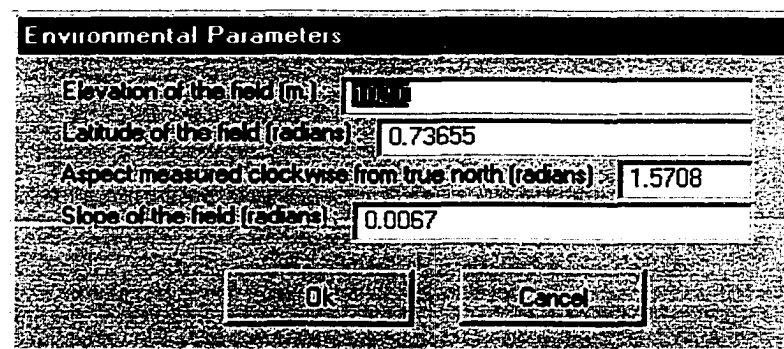 Environmental Parameters
Elevation of the field (m.)
Latitude of the field (radians) 0.73655
Aspect measured clockwise from true north (radians) 1.5708
Slope of the field (radians) 0.0067
Ok Cancel